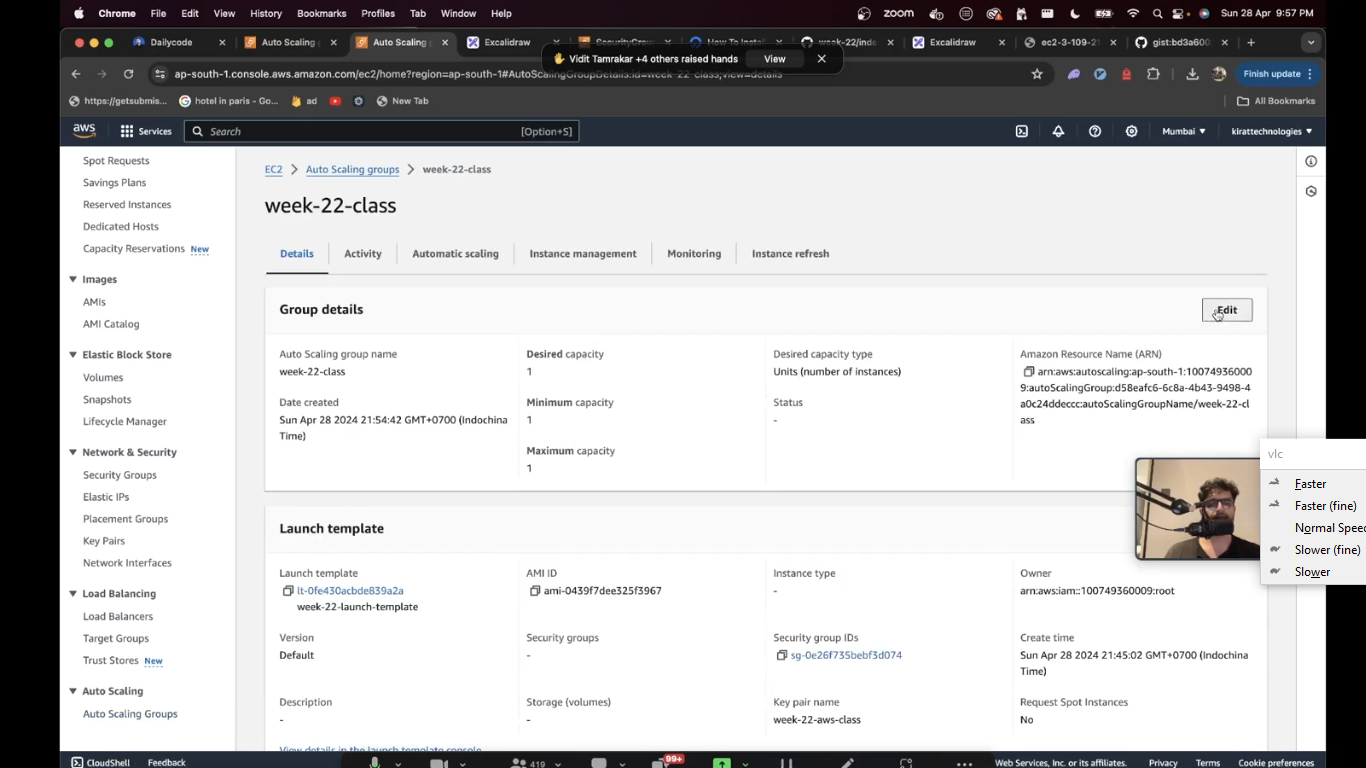 Chrome File Edit View History Bookmarks Profiles Tab Window Help
zoom
Sun 28 Apr 9:57 PM
Dailycode
Auto Scaling
Auto Scaling
Excalidraw
SecurityGroup
How To Install
week-22/inde
Excalidraw
ec2-3-109-21
gist:bd3a600
Vidit Tamrakar +4 others raised hands View
ap-south-1.console.aws.amazon.com/ec2/home?region=ap-south-1#AutoScalingGroupDetails:id=week-22-class;view=details
Finish update
https://getsubmis...
hotel in paris - Go...
ad
New Tab
All Bookmarks
aws
Services
Search
[Option+S]
Mumbai
kirattechnologies
Spot Requests
Savings Plans
Reserved Instances
Dedicated Hosts
Capacity Reservations New
Images
AMIs
AMI Catalog
Elastic Block Store
Volumes
Snapshots
Lifecycle Manager
Network & Security
Security Groups
Elastic IPs
Placement Groups
Key Pairs
Network Interfaces
Load Balancing
Load Balancers
Target Groups
Trust Stores New
Auto Scaling
Auto Scaling Groups
EC2 > Auto Scaling groups > week-22-class
week-22-class
Details
Activity
Automatic scaling
Instance management
Monitoring
Instance refresh
Group details
Edit
Auto Scaling group name
week-22-class
Date created
Sun Apr 28 2024 21:54:42 GMT+0700 (Indochina
Time)
Desired capacity
1
Minimum capacity
1
Maximum capacity
1
Desired capacity type
Units (number of instances)
Status
-
Amazon Resource Name (ARN)
arn:aws:autoscaling:ap-south-1:10074936000
9:autoScalingGroup:d58eafc6-6c8a-4b43-9498-4
a0c24ddeccc:autoScalingGroupName/week-22-cl
ass
Launch template
Launch template
lt-0fe430acbde839a2a
week-22-launch-template
Version
Default
Description
-
View details in the launch template console
AMI ID
ami-0439f7dee325f3967
Security groups
-
Storage (volumes)
-
Instance type
-
Security group IDs
sg-0e26f735bebf3d074
Key pair name
week-22-aws-class
Owner
arn:aws:iam::100749360009:root
Create time
Sun Apr 28 2024 21:45:02 GMT+0700 (Indochina
Time)
Request Spot Instances
No
vlc
Faster
Faster (fine)
Normal Speed
Slower (fine)
Slower
CloudShell
Feedback
419
99+
Web Services, Inc. or its affiliates.
Privacy
Terms
Cookie preferences